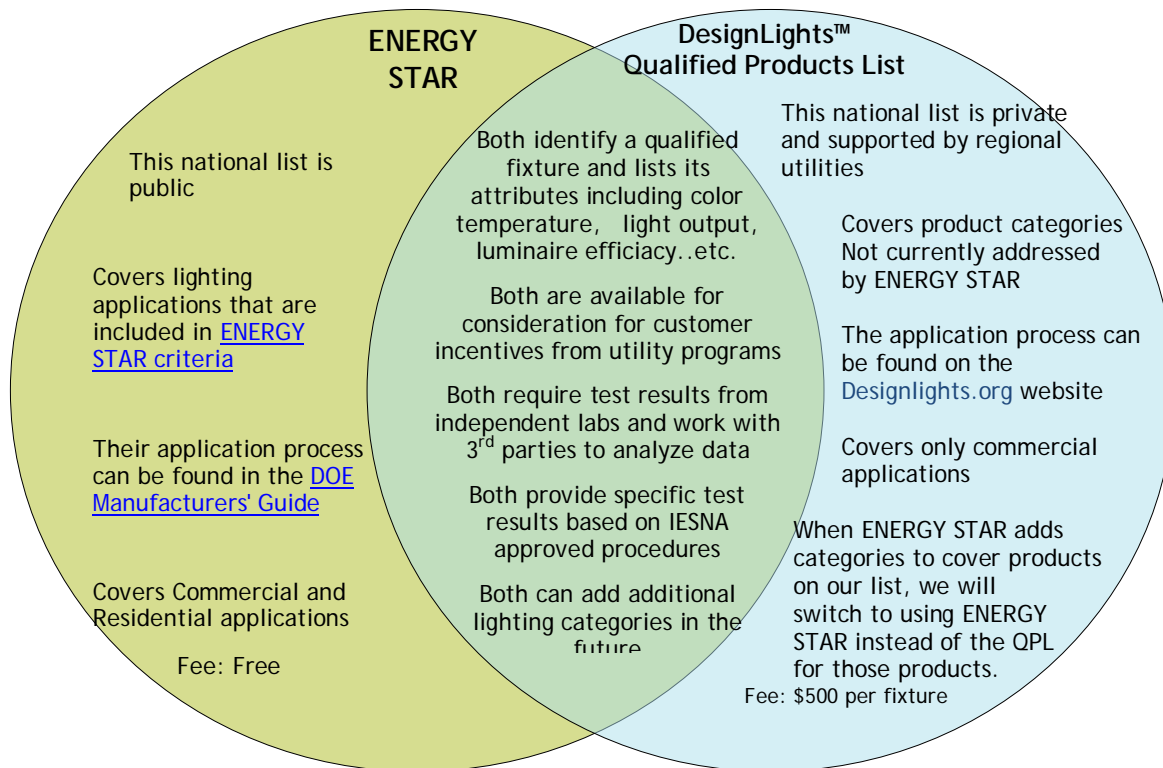 ENERGY
STAR
This national list is
public
Covers lighting
applications that are
included in ENERGY
STAR criteria
Their application process
can be found in the DOE
Manufacturers' Guide
Covers Commercial and
Residential applications
Fee: Free
Both identify a qualified
fixture and lists its
attributes including color
temperature, light output,
luminaire efficiacy..etc.
Both are available for
consideration for customer
incentives from utility programs
Both require test results from
independent labs and work with
3rd parties to analyze data
Both provide specific test
results based on IESNA
approved procedures
Both can add additional
lighting categories in the
future
DesignLights™
Qualified Products List
This national list is private
and supported by regional
utilities
Covers product categories
Not currently addressed
by ENERGY STAR
The application process can
be found on the
Designlights.org website
Covers only commercial
applications
When ENERGY STAR adds
categories to cover products
on our list, we will
switch to using ENERGY
STAR instead of the QPL
for those products.
Fee: $500 per fixture